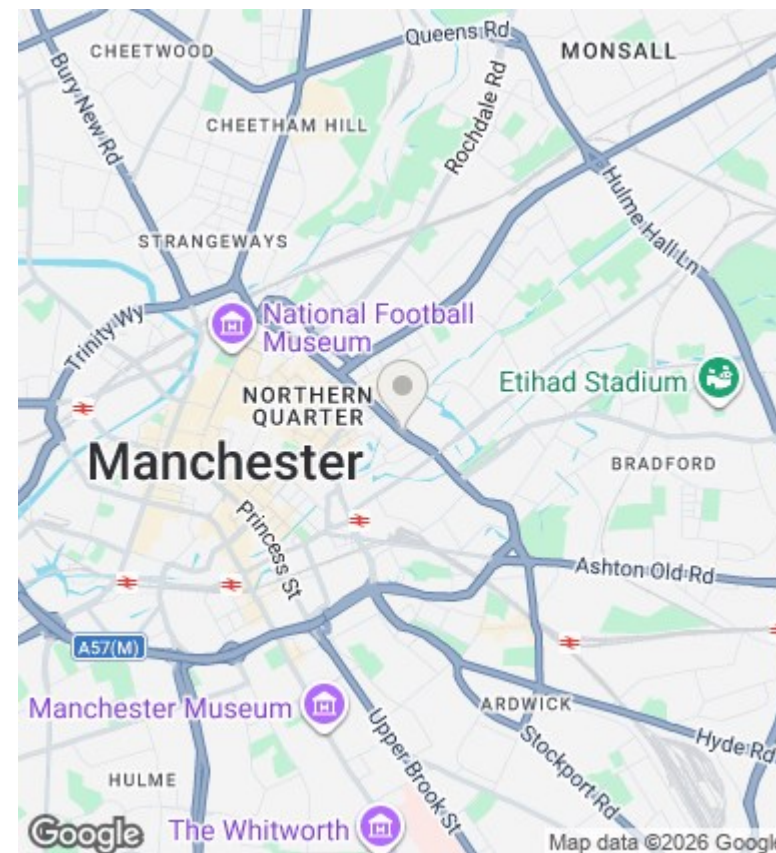 CHEETWOOD
Queens Rd
MONSALL
Bury New Rd
CHEETHAM HILL
Rochdale Rd
Hulme Hall Ln
STRANGEWAYS
Trinity Wy
National Football
Museum
Etihad Stadium
NORTHERN
QUARTER
Manchester
BRADFORD
Princess St
Ashton Old Rd
A57(M)
Manchester Museum
ARDWICK
Upper Brook St
Stockport Rd
Hyde Rd
HULME
Google
The Whitworth
Map data ©2026 Google